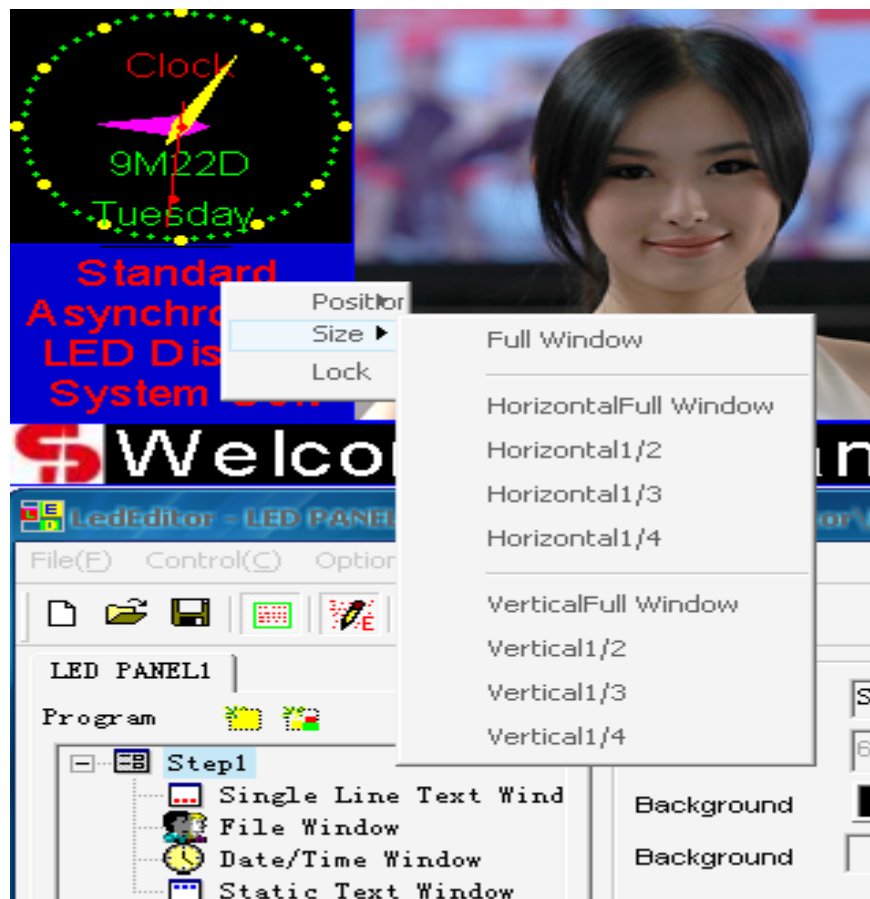 Clock
9M22D
Tuesday
Standard
Asynchro
LED Dis
System
Position
Size
Lock
Full Window
HorizontalFull Window
Horizontal1/2
Horizontal1/3
Horizontal1/4
VerticalFull Window
Vertical1/2
Vertical1/3
Vertical1/4
Welco
LedEditor - LED PANEL
File(F) Control(C) Option
LED PANEL1
Program
Step1
Single Line Text Wind
File Window
Date/Time Window
Static Text Window
Background
Background